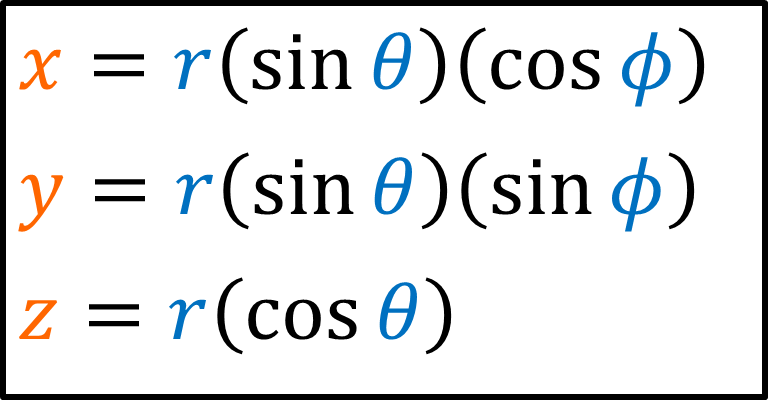 x = r(sin θ)(cos ϕ)
y = r(sin θ)(sin ϕ)
z = r(cos θ)